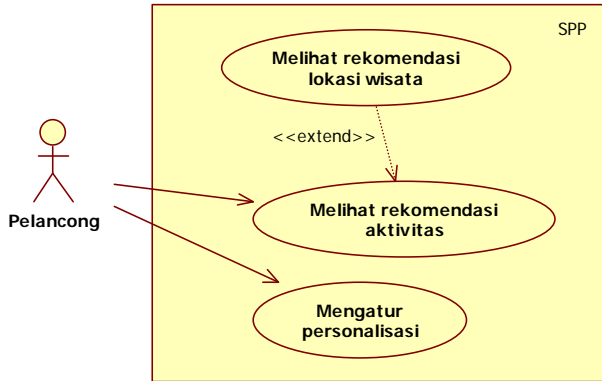 SPP
Melihat rekomendasi
lokasi wisata
<<extend>>
Pelancong
Melihat rekomendasi
aktivitas
Mengatur
personalisasi